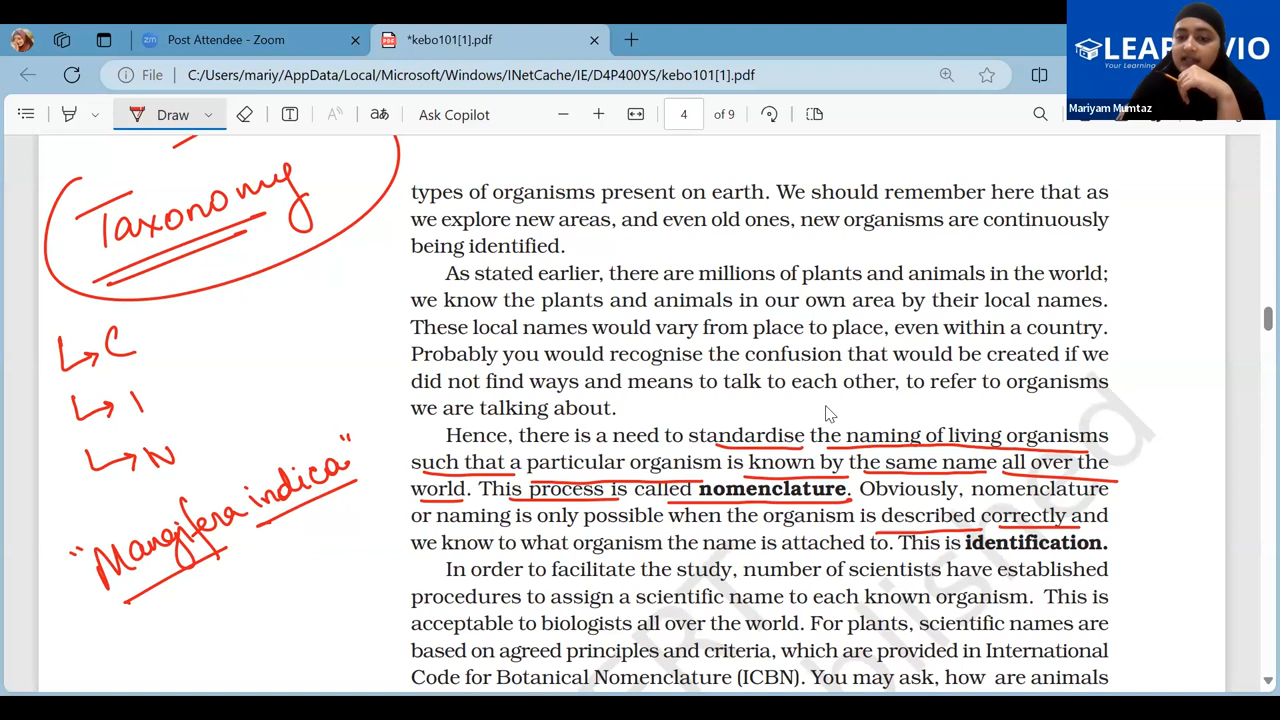 Post Attendee - Zoom
*kebo101[1].pdf
File
C:/Users/mariy/AppData/Local/Microsoft/Windows/INetCache/IE/D4P400YS/kebo101[1].pdf
Your Learning
Mariyam Mumtaz
Draw
Ask Copilot
4 of 9
Taxonomy
C
I
N
"Mangifera indica"
types of organisms present on earth. We should remember here that as
we explore new areas, and even old ones, new organisms are continuously
being identified.
As stated earlier, there are millions of plants and animals in the world;
we know the plants and animals in our own area by their local names.
These local names would vary from place to place, even within a country.
Probably you would recognise the confusion that would be created if we
did not find ways and means to talk to each other, to refer to organisms
we are talking about.
Hence, there is a need to standardise the naming of living organisms
such that a particular organism is known by the same name all over the
world. This process is called nomenclature. Obviously, nomenclature
or naming is only possible when the organism is described correctly and
we know to what organism the name is attached to. This is identification.
In order to facilitate the study, number of scientists have established
procedures to assign a scientific name to each known organism. This is
acceptable to biologists all over the world. For plants, scientific names are
based on agreed principles and criteria, which are provided in International
Code for Botanical Nomenclature (ICBN). You may ask, how are animals